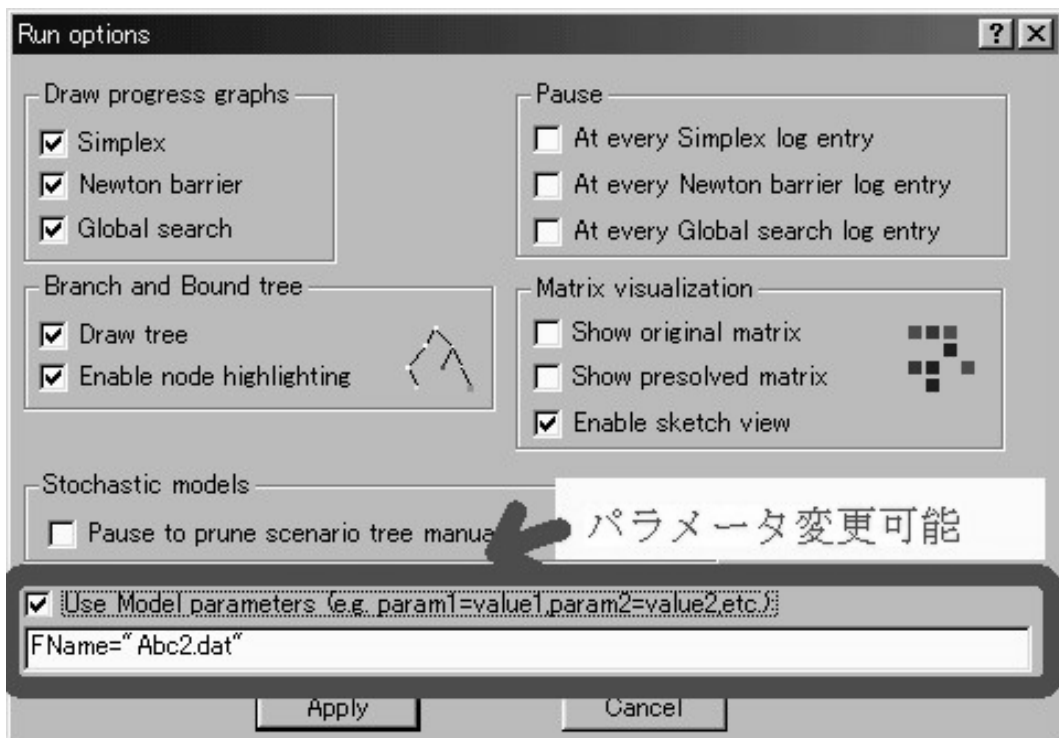 Run options
Draw progress graphs
Simplex
Newton barrier
Global search
Pause
At every Simplex log entry
At every Newton barrier log entry
At every Global search log entry
Branch and Bound tree
Draw tree
Enable node highlighting
Matrix visualization
Show original matrix
Show presolved matrix
Enable sketch view
Stochastic models
Pause to prune scenario tree manua
パラメータ変更可能
Use Model parameters (e.g. param1=value1,param2=value2,etc.):
FName="Abc2.dat"
Apply
Cancel